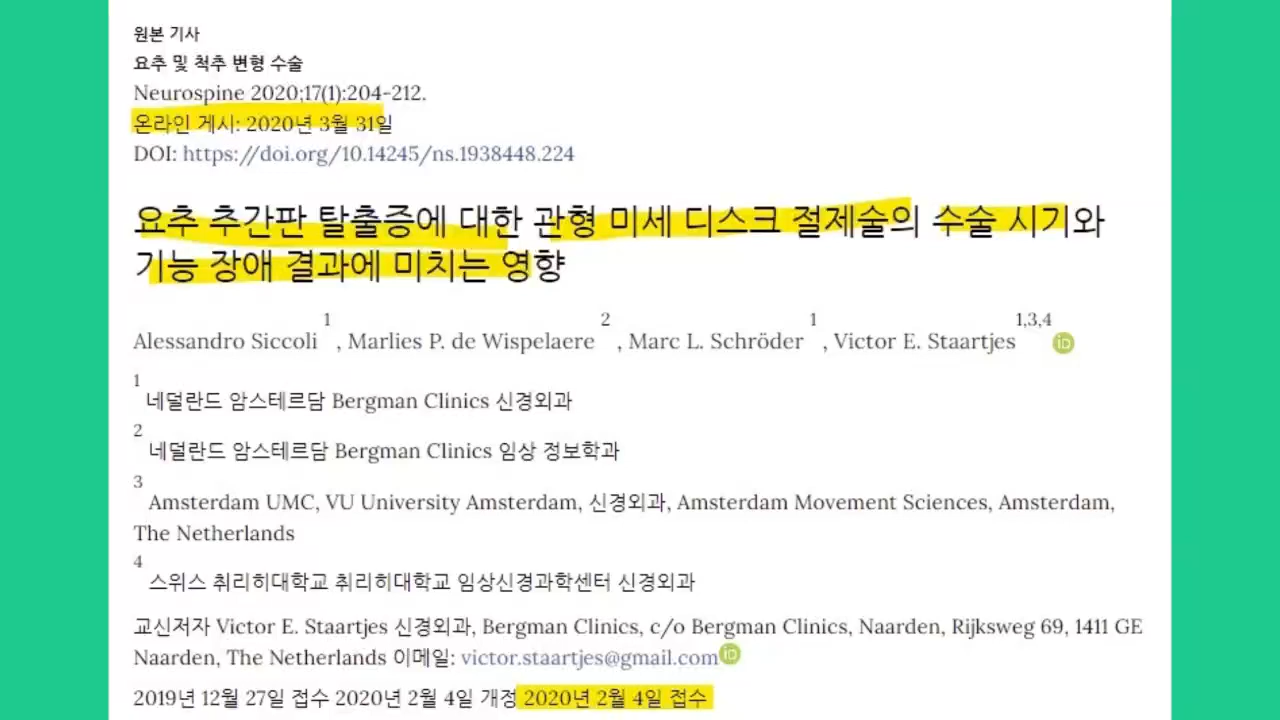 원본 기사
요추 및 척추 변형 수술
Neurospine 2020;17(1):204-212.
온라인 게시: 2020년 3월 31일
DOI: https://doi.org/10.14245/ns.1938448.224
요추 추간판 탈출증에 대한 관형 미세 디스크 절제술의 수술 시기와
기능 장애 결과에 미치는 영향
Alessandro Siccoli 1 , Marlies P. de Wispelaere 2 , Marc L. Schröder 1 , Victor E. Staartjes 1,3,4 iD
1 네덜란드 암스테르담 Bergman Clinics 신경외과
2 네덜란드 암스테르담 Bergman Clinics 임상 정보학과
3 Amsterdam UMC, VU University Amsterdam, 신경외과, Amsterdam Movement Sciences, Amsterdam,
The Netherlands
4 스위스 취리히대학교 취리히대학교 임상신경과학센터 신경외과
교신저자 Victor E. Staartjes 신경외과, Bergman Clinics, c/o Bergman Clinics, Naarden, Rijksweg 69, 1411 GE
Naarden, The Netherlands 이메일: victor.staartjes@gmail.com iD
2019년 12월 27일 접수 2020년 2월 4일 개정 2020년 2월 4일 접수